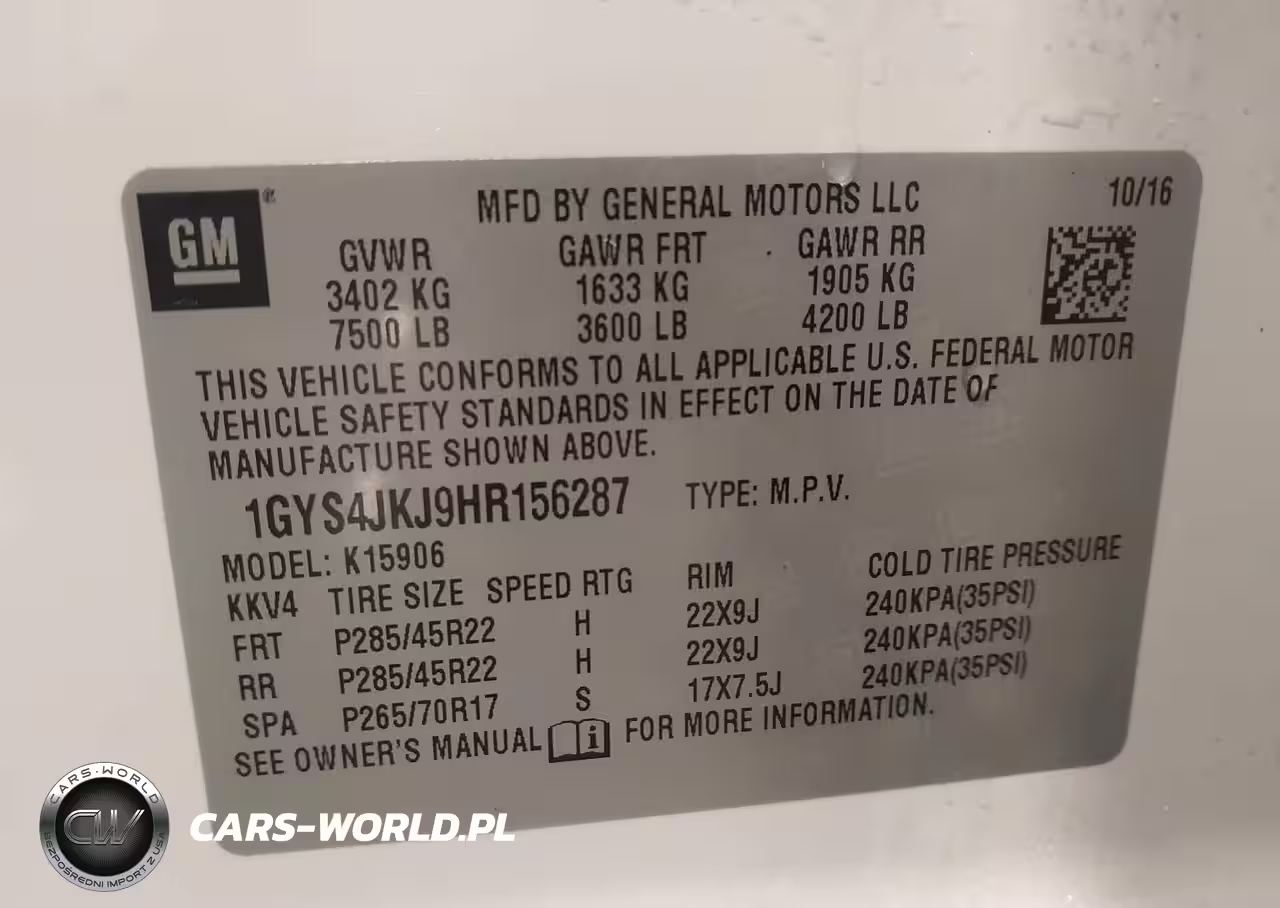 GM®
MFD BY GENERAL MOTORS LLC 10/16
GVWR GAWR FRT GAWR RR
3402 KG 1633 KG 1905 KG
7500 LB 3600 LB 4200 LB
THIS VEHICLE CONFORMS TO ALL APPLICABLE U.S. FEDERAL MOTOR
VEHICLE SAFETY STANDARDS IN EFFECT ON THE DATE OF
MANUFACTURE SHOWN ABOVE.
1GYS4JKJ9HR156287 TYPE: M.P.V.
MODEL: K15906
KKV4 TIRE SIZE SPEED RTG RIM COLD TIRE PRESSURE
FRT P285/45R22 H 22X9J 240KPA(35PSI)
RR P285/45R22 H 22X9J 240KPA(35PSI)
SPA P265/70R17 S 17X7.5J 240KPA(35PSI)
SEE OWNER'S MANUAL i FOR MORE INFORMATION.
CARS-WORLD
CW
BEZPOŚREDNI IMPORT Z USA
CARS-WORLD.PL